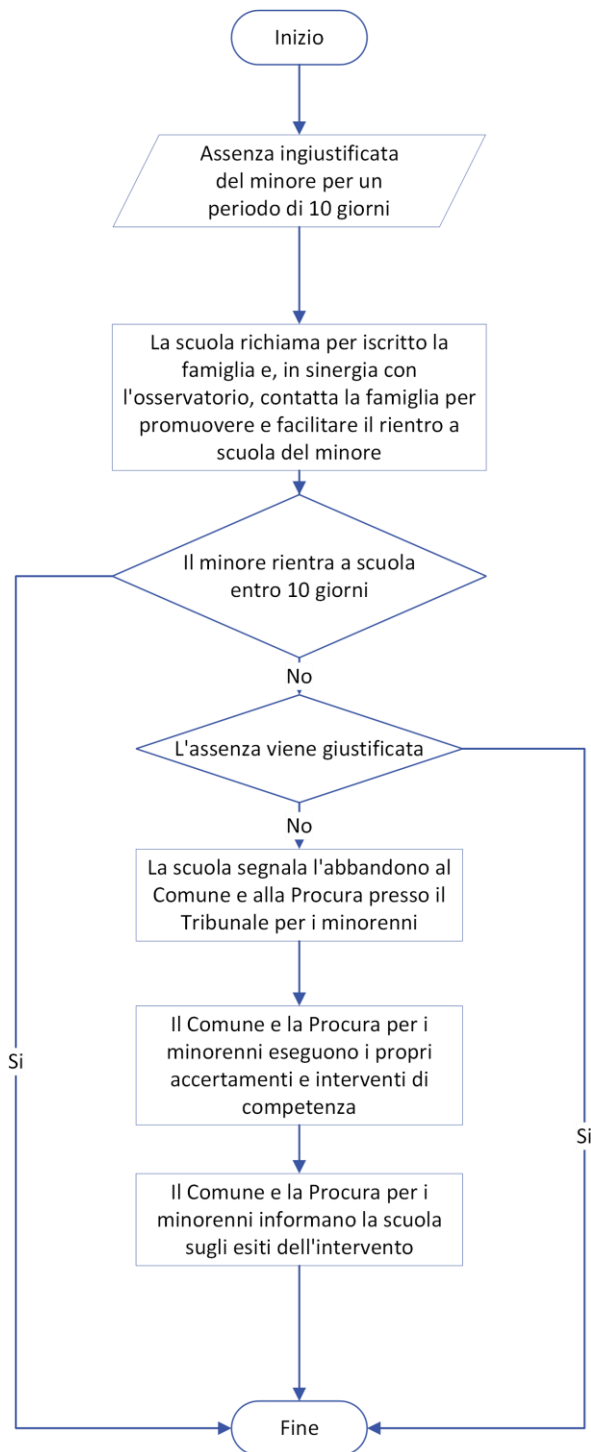 Inizio
Assenza ingiustificata
del minore per un
periodo di 10 giorni
La scuola richiama per iscritto la
famiglia e, in sinergia con
l'osservatorio, contatta la famiglia per
promuovere e facilitare il rientro a
scuola del minore
Il minore rientra a scuola
entro 10 giorni
No
L'assenza viene giustificata
No
La scuola segnala l'abbandono al
Comune e alla Procura presso il
Tribunale per i minorenni
Il Comune e la Procura per i
minorenni eseguono i propri
accertamenti e interventi di
competenza
Si
Si
Il Comune e la Procura per i
minorenni informano la scuola
sugli esiti dell'intervento
Fine